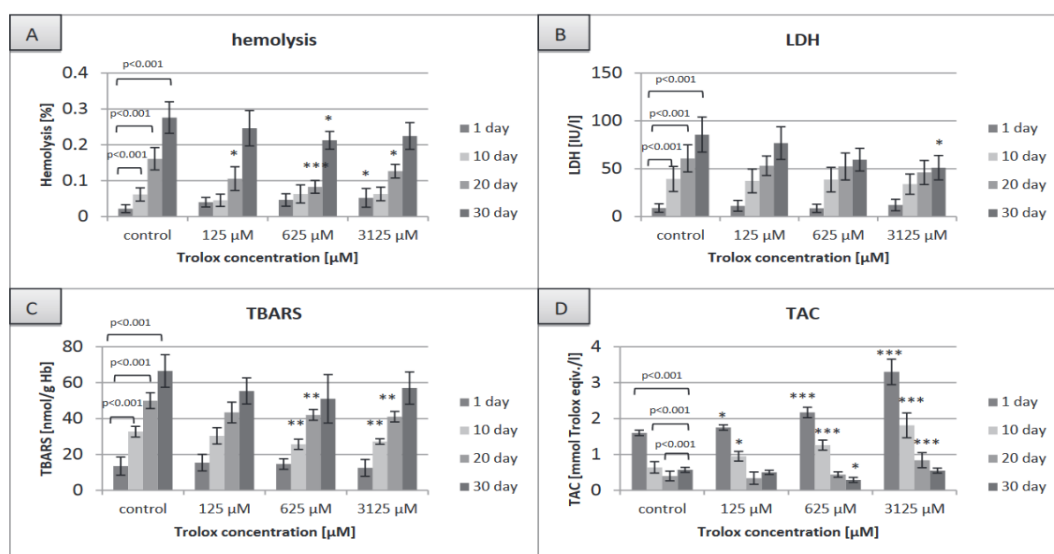 A
hemolysis
Hemolysis [%]
0.4
0.3
0.2
0.1
0
p<0.001
p<0.001
p<0.001
*
*
***
*
*
control
125 µM
625 µM
3125 µM
Trolox concentration [µM]
1 day
10 day
20 day
30 day
B
LDH
LDH [IU/l]
150
100
50
0
p<0.001
p<0.001
p<0.001
*
control
125 µM
625 µM
3125 µM
Trolox concentration [µM]
1 day
10 day
20 day
30 day
C
TBARS
TBARS [nmol/g Hb]
80
60
40
20
0
p<0.001
p<0.001
p<0.001
**
**
**
**
control
125 µM
625 µM
3125 µM
Trolox concentration [µM]
1 day
10 day
20 day
30 day
D
TAC
TAC [mmol Trolox eqiv./l]
4
3
2
1
0
p<0.001
p<0.001
p<0.001
*
*
***
***
*
***
***
***
control
125 µM
625 µM
3125 µM
Trolox concentration [µM]
1 day
10 day
20 day
30 day